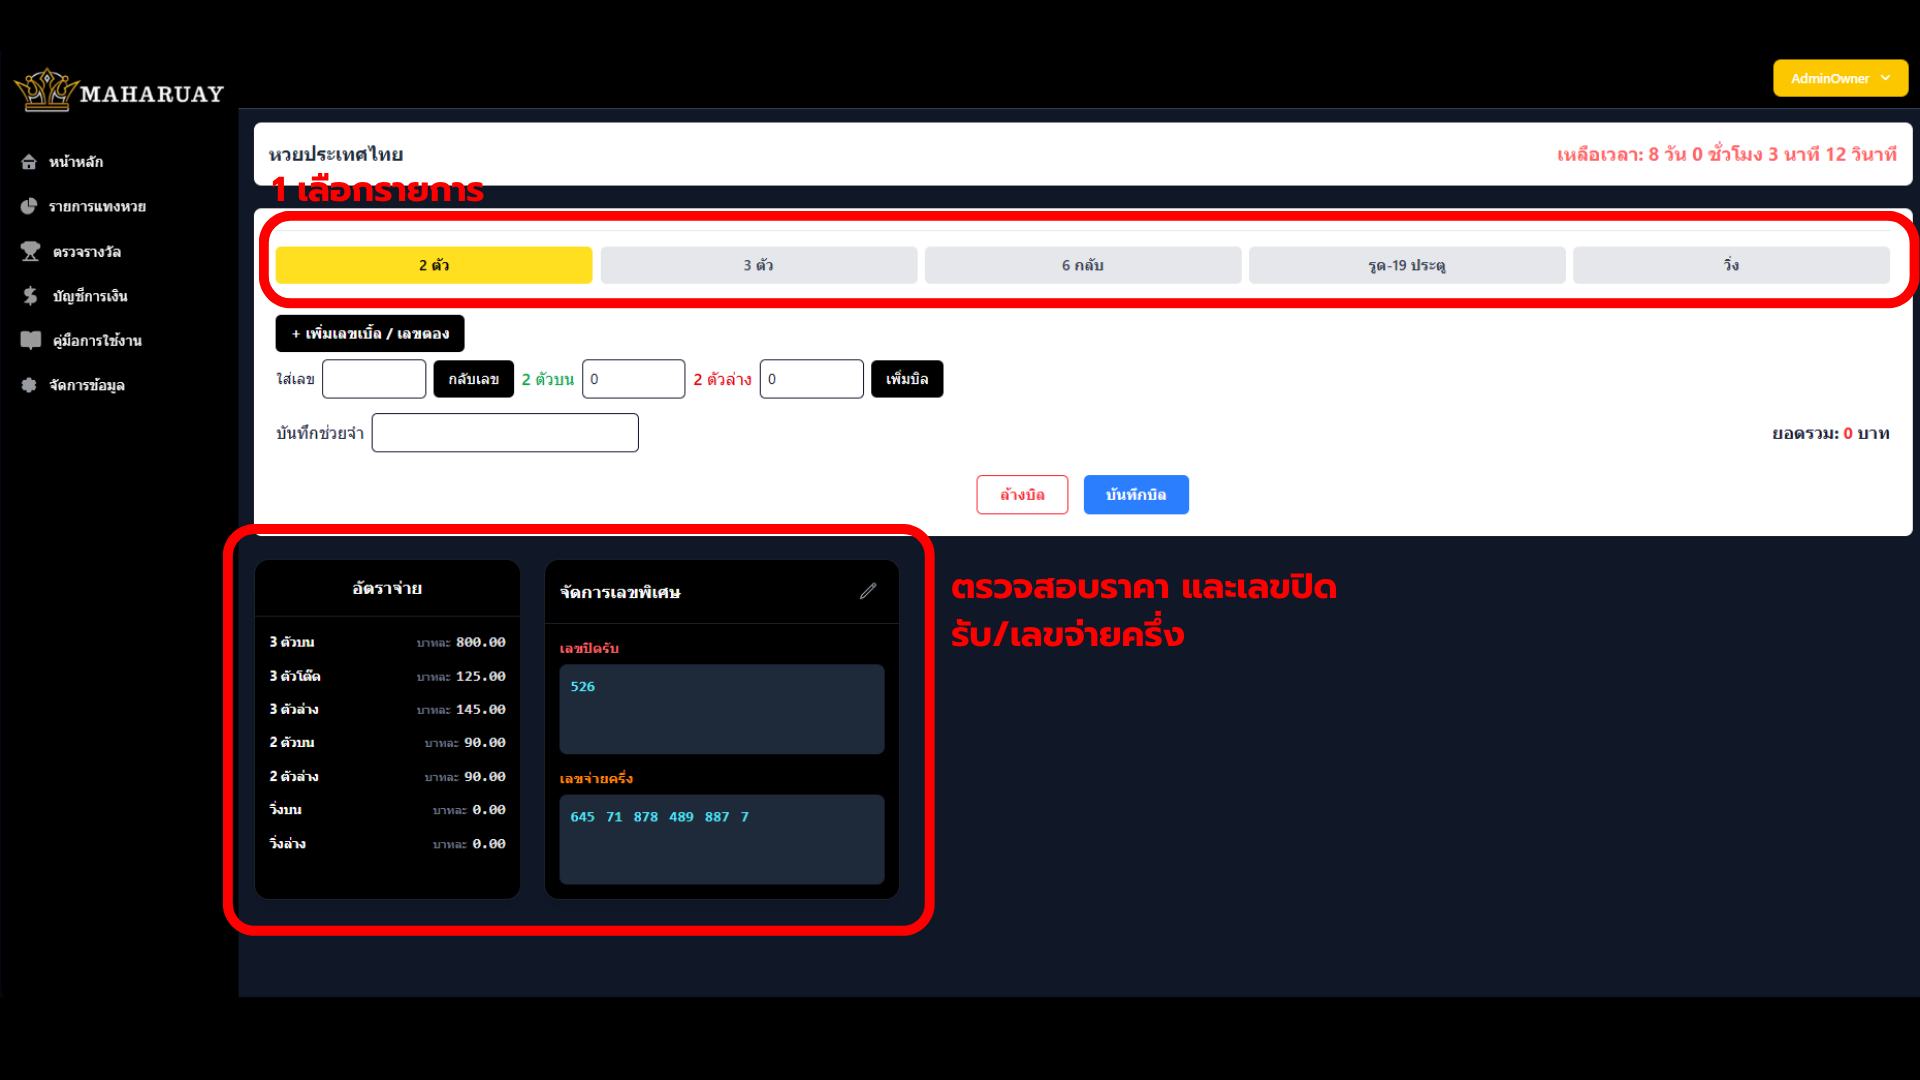 MAHARUAY
AdminOwner
หน้าหลัก
รายการแทงหวย
ตรวจรางวัล
บัญชีการเงิน
คู่มือการใช้งาน
จัดการข้อมูล
หวยประเทศไทย
เหลือเวลา: 8 วัน 0 ชั่วโมง 3 นาที 12 วินาที
1 เลือกรายการ
2 ตัว
3 ตัว
6 กลับ
รูด-19 ประตู
วิ่ง
+ เพิ่มเลขเบิ้ล / เลขตอง
ใส่เลข กลับเลข 2 ตัวบน 0 2 ตัวล่าง 0 เพิ่มบิล
บันทึกช่วยจำ
ยอดรวม: 0 บาท
ล้างบิล
บันทึกบิล
อัตราจ่าย
3 ตัวบน บาทละ 800.00
3 ตัวโต๊ด บาทละ 125.00
3 ตัวล่าง บาทละ 145.00
2 ตัวบน บาทละ 90.00
2 ตัวล่าง บาทละ 90.00
วิ่งบน บาทละ 0.00
วิ่งล่าง บาทละ 0.00
จัดการเลขพิเศษ
เลขปิดรับ
526
เลขจ่ายครึ่ง
645 71 878 489 887 7
ตรวจสอบราคา และเลขปิด
รับ/เลขจ่ายครึ่ง